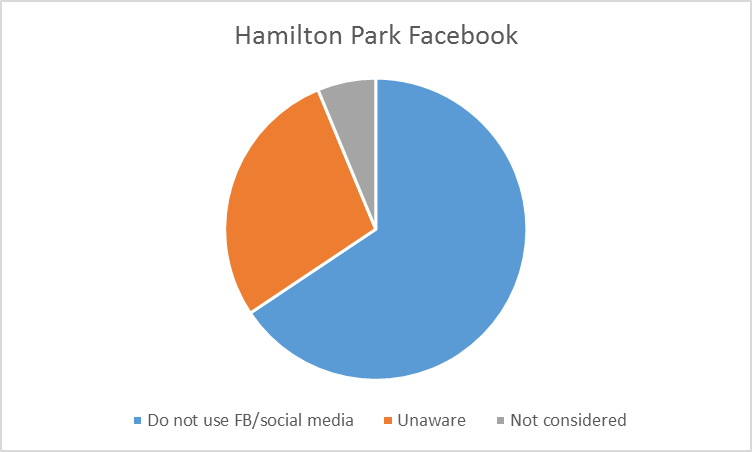 Hamilton Park Facebook
Do not use FB/social media Unaware Not considered